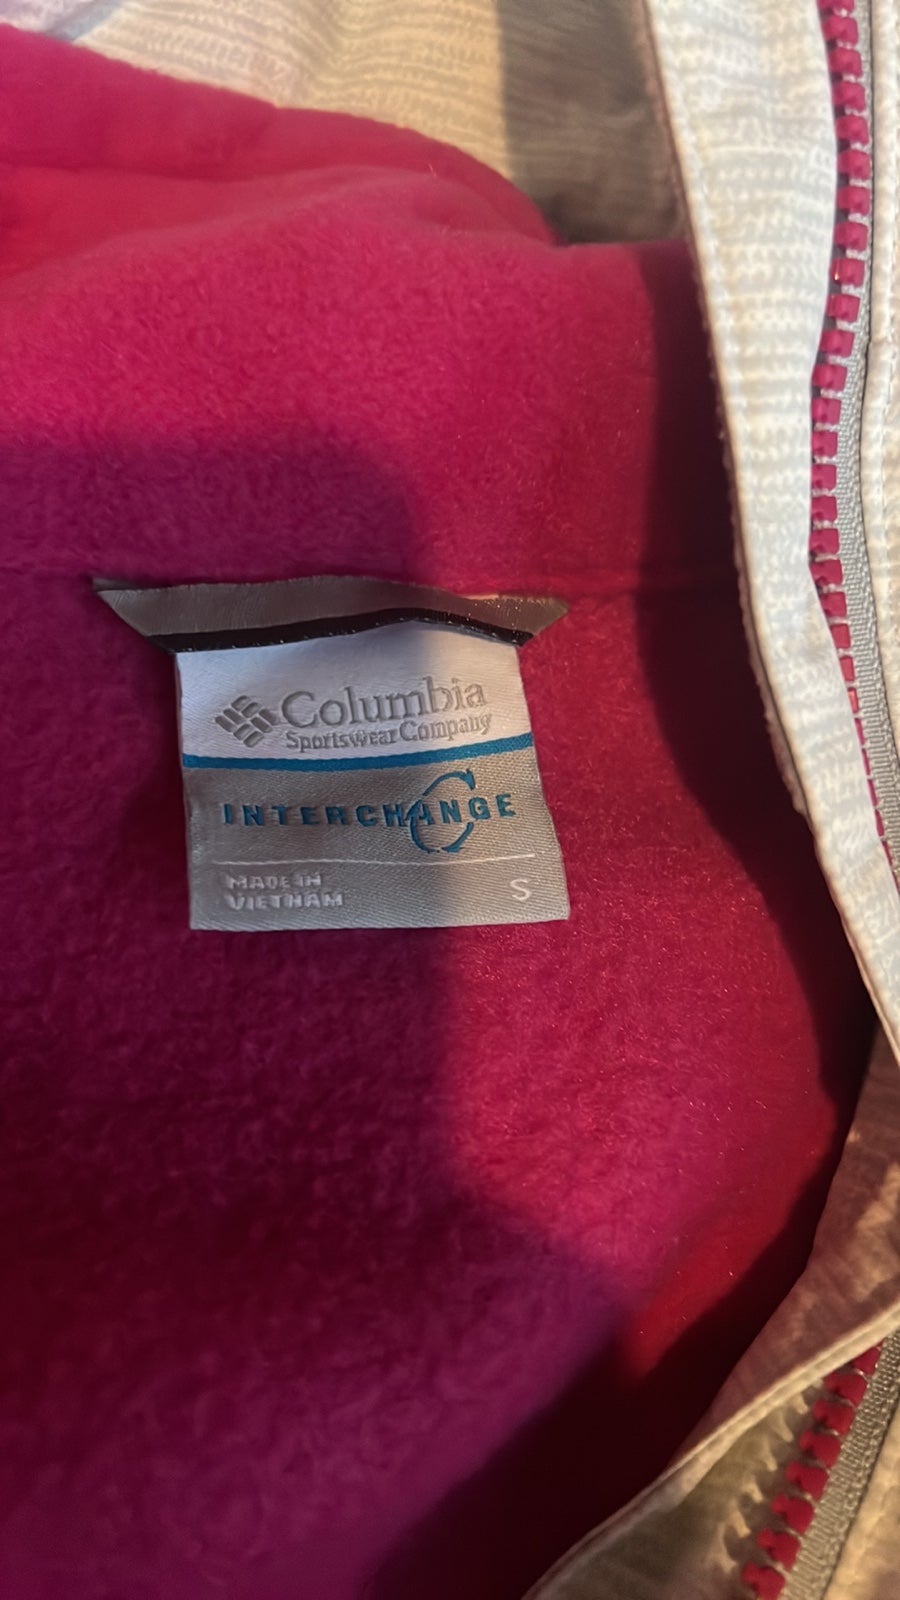 Columbia
Sportswear Company
INTERCHANGE
MADE IN
VIETNAM
S